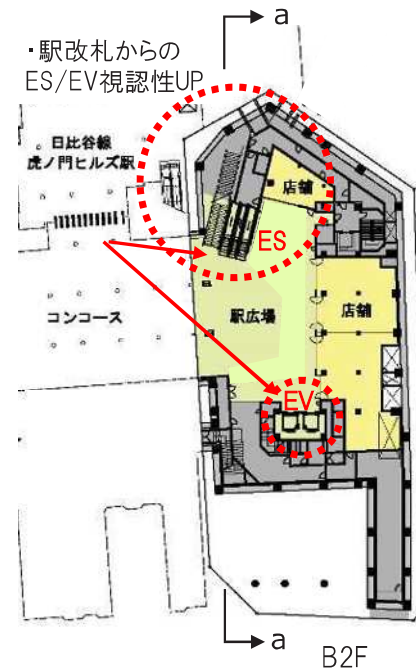 a
・駅改札からの
ES/EV視認性UP
日比谷線
虎ノ門ヒルズ駅
店舗
ES
コンコース
駅広場
店舗
EV
a
B2F